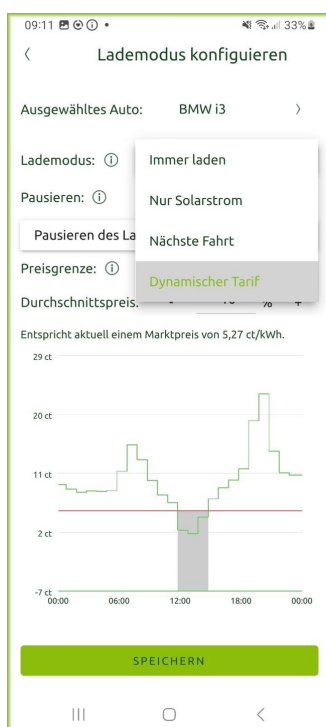 09:11 33%
Lademodus konfigurieren
Ausgewähltes Auto: BMW i3
Lademodus: Immer laden
Pausieren: Nur Solarstrom
Pausieren des La Nächste Fahrt
Preisgrenze: Dynamischer Tarif
Durchschnittspreis: - % +
Entspricht aktuell einem Marktpreis von 5,27 ct/kWh.
29 ct
20 ct
11 ct
2 ct
-7 ct
00:00 06:00 12:00 18:00 00:00
SPEICHERN